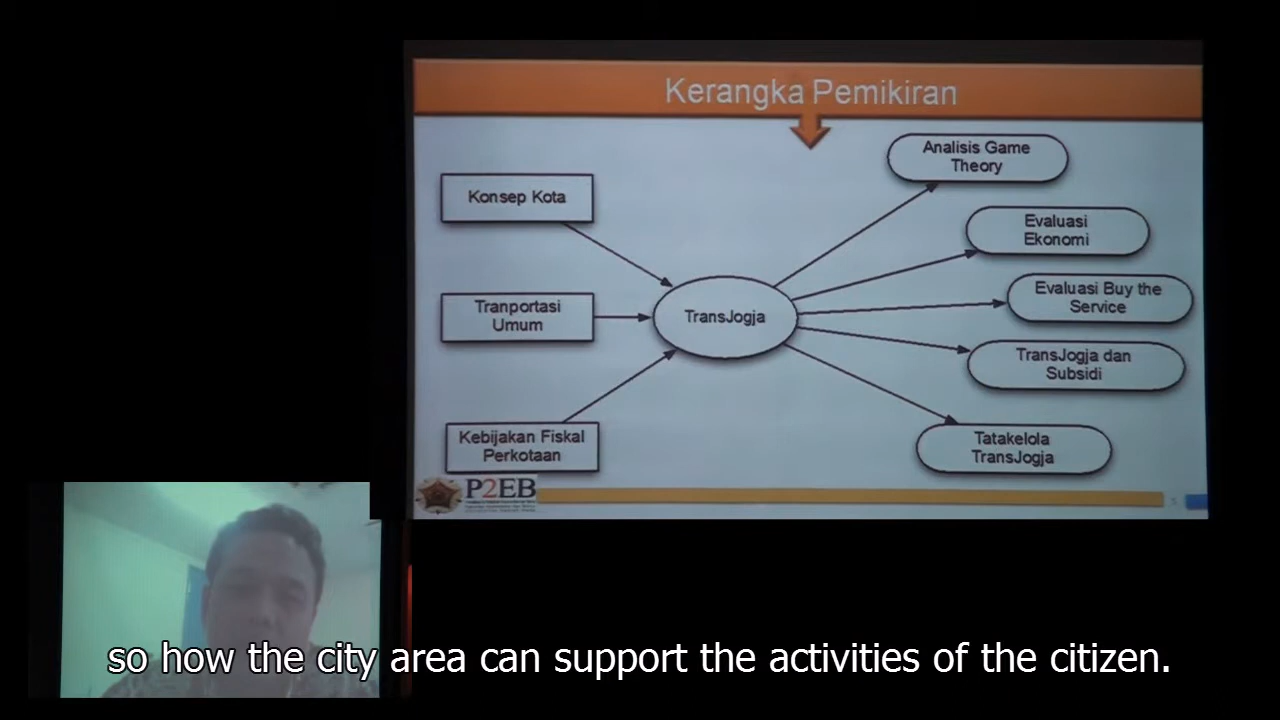 Kerangka Pemikiran
Konsep Kota
Tranportasi
Umum
Kebijakan Fiskal
Perkotaan
TransJogja
Analisis Game
Theory
Evaluasi
Ekonomi
Evaluasi Buy the
Service
TransJogja dan
Subsidi
Tatakelola
TransJogja
P2EB
so how the city area can support the activities of the citizen.